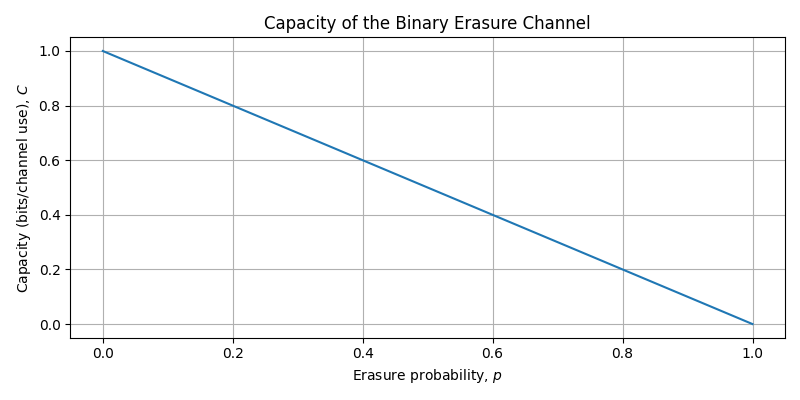 Capacity of the Binary Erasure Channel
Capacity (bits/channel use), C
1.0
0.8
0.6
0.4
0.2
0.0
0.0 0.2 0.4 0.6 0.8 1.0
Erasure probability, p